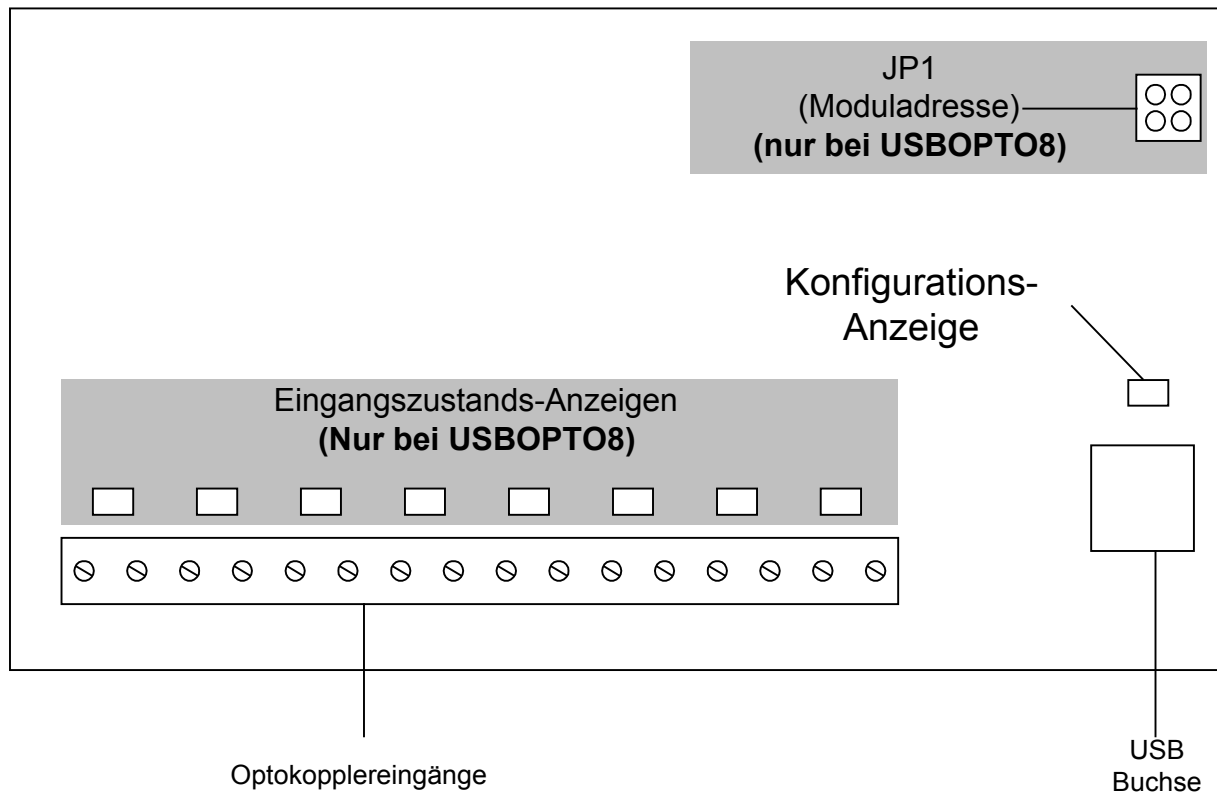 JP1
(Moduladresse)
(nur bei USBOPTO8)
Konfigurations-
Anzeige
Eingangszustands-Anzeigen
(Nur bei USBOPTO8)
Optokopplereingänge
USB
Buchse